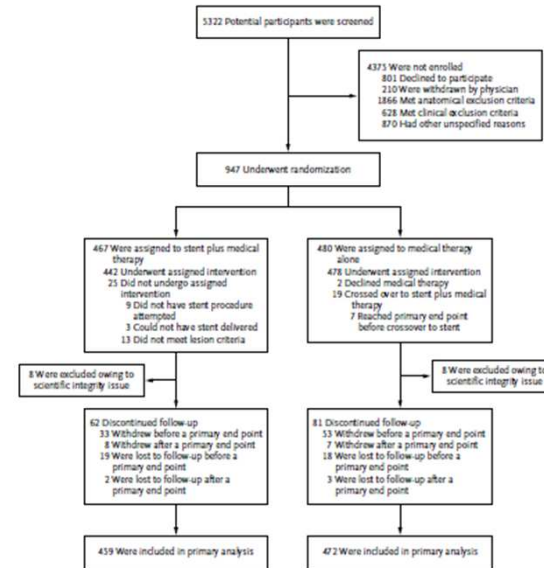 5322 Potential participants were screened
4375 Were not enrolled
801 Declined to participate
210 Were withdrawn by physician
1866 Met anatomical exclusion criteria
628 Met clinical exclusion criteria
870 Had other unspecified reasons
947 Underwent randomization
467 Were assigned to stent plus medical
therapy
442 Underwent assigned intervention
25 Did not undergo assigned
intervention
9 Did not have stent procedure
attempted
3 Could not have stent delivered
13 Did not meet lesion criteria
480 Were assigned to medical therapy
alone
478 Underwent assigned intervention
2 Declined medical therapy
19 Crossed over to stent plus medical
therapy
7 Reached primary end point
before crossover to stent
8 Were excluded owing to
scientific integrity issue
8 Were excluded owing to
scientific integrity issue
62 Discontinued follow-up
33 Withdrew before a primary end point
8 Withdrew after a primary end point
19 Were lost to follow-up before a
primary end point
2 Were lost to follow-up after a
primary end point
81 Discontinued follow-up
53 Withdrew before a primary end point
7 Withdrew after a primary end point
18 Were lost to follow-up before a
primary end point
3 Were lost to follow-up after a
primary end point
459 Were included in primary analysis
472 Were included in primary analysis